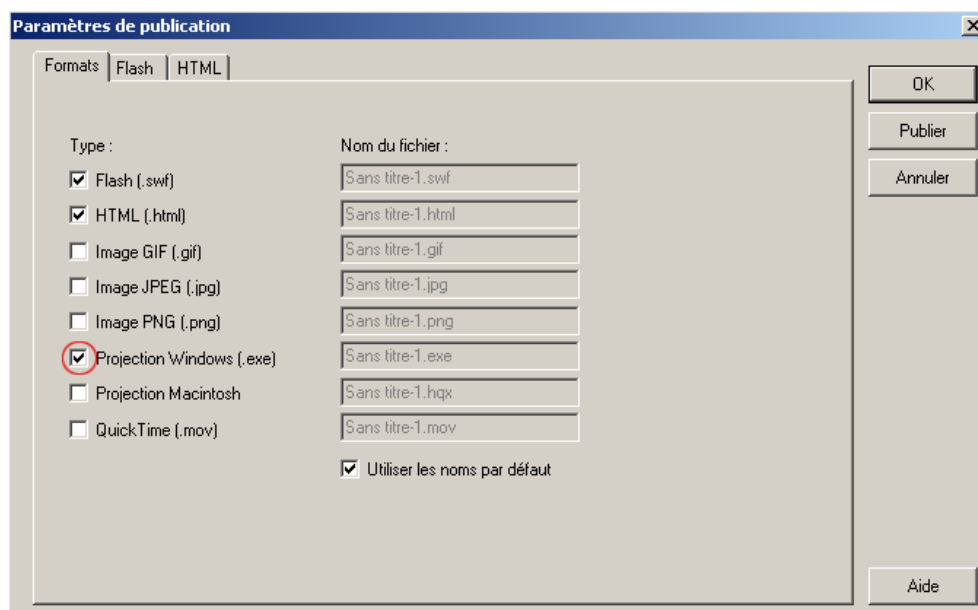 Paramètres de publication
Formats Flash HTML
OK
Publier
Annuler
Type : Nom du fichier :
Flash (.swf) Sans titre-1.swf
HTML (.html) Sans titre-1.html
Image GIF (.gif) Sans titre-1.gif
Image JPEG (.jpg) Sans titre-1.jpg
Image PNG (.png) Sans titre-1.png
Projection Windows (.exe) Sans titre-1.exe
Projection Macintosh Sans titre-1.hqx
QuickTime (.mov) Sans titre-1.mov
Utiliser les noms par défaut
Aide